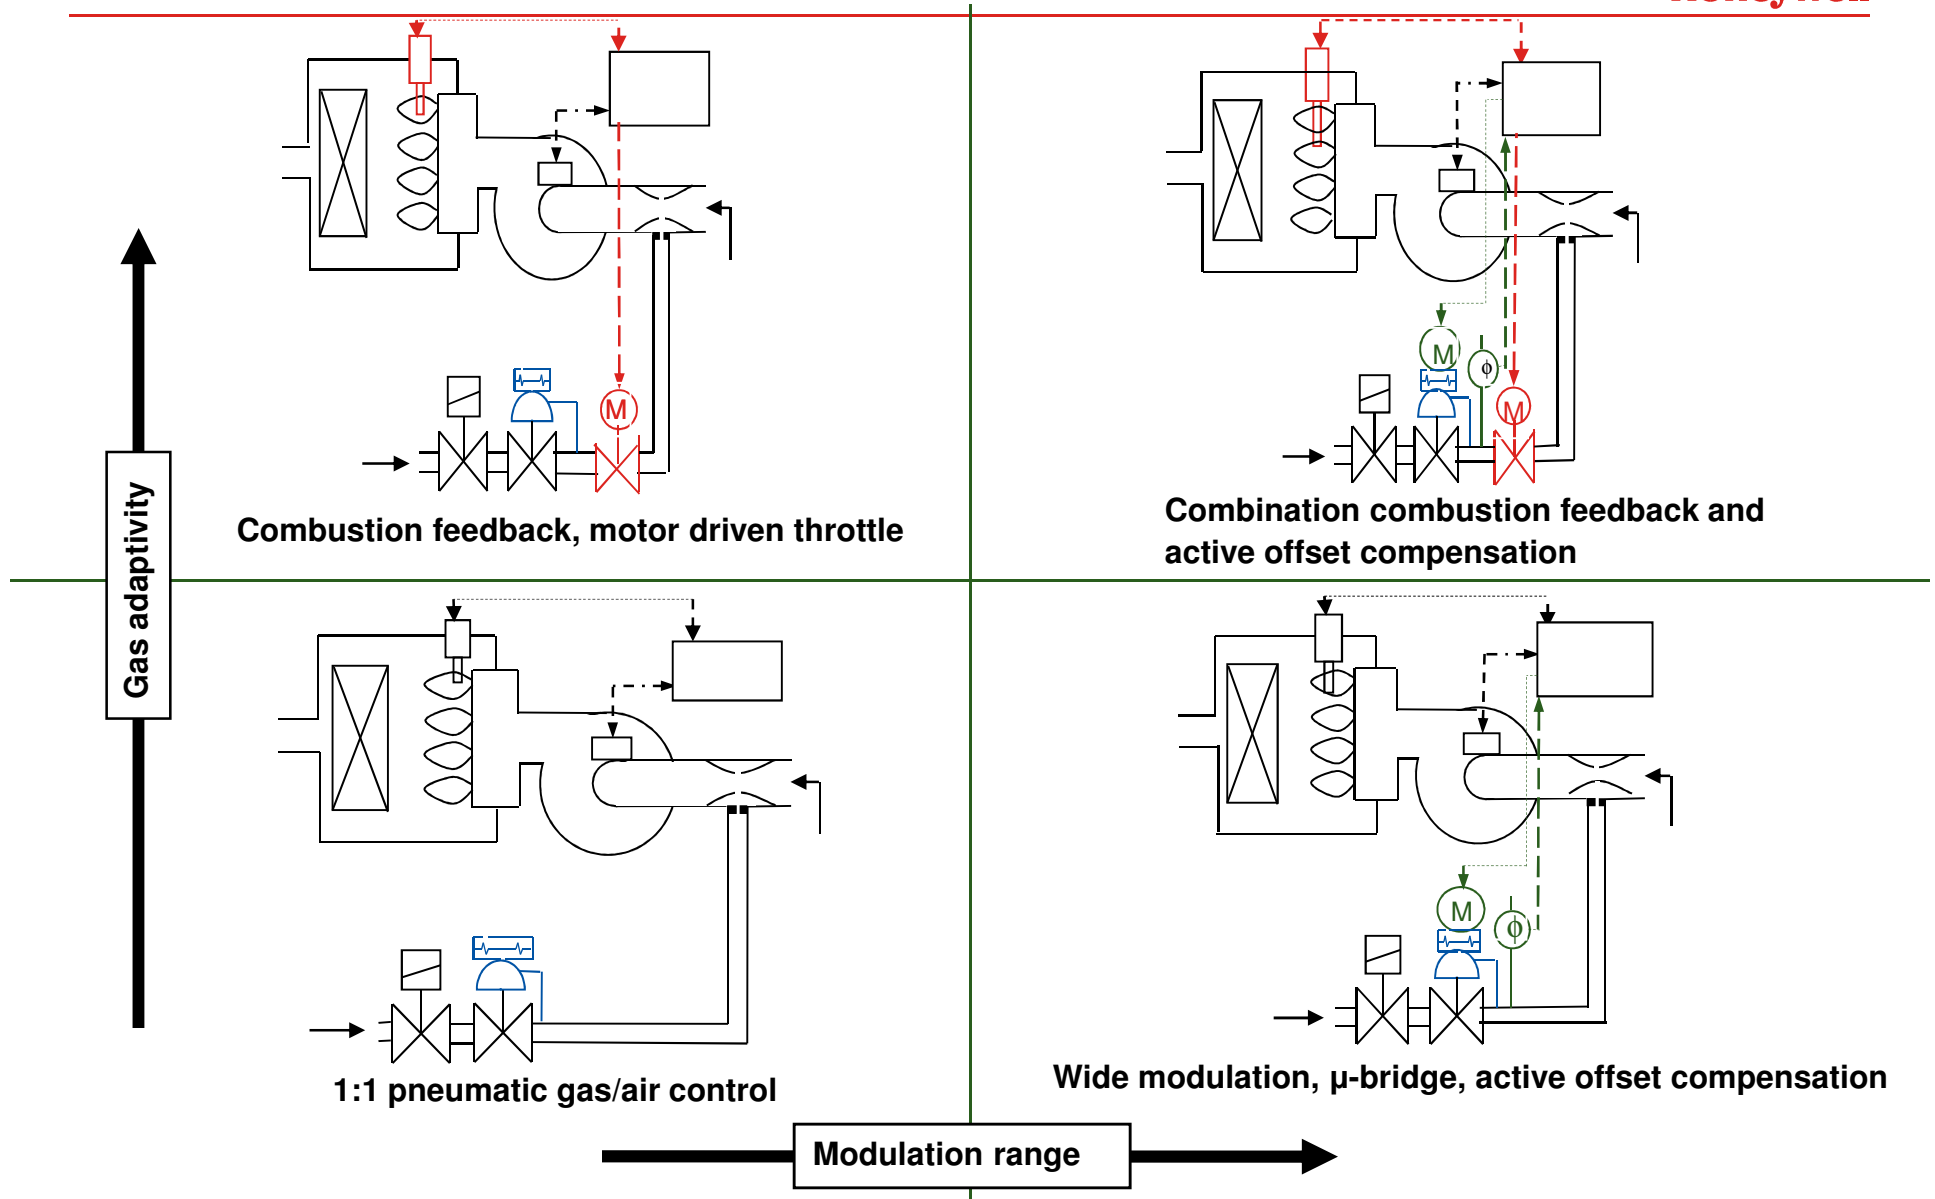 M
Combustion feedback, motor driven throttle
M
ϕ
M
Combination combustion feedback and
active offset compensation
Gas adaptivity
1:1 pneumatic gas/air control
M
ϕ
Wide modulation, µ-bridge, active offset compensation
Modulation range